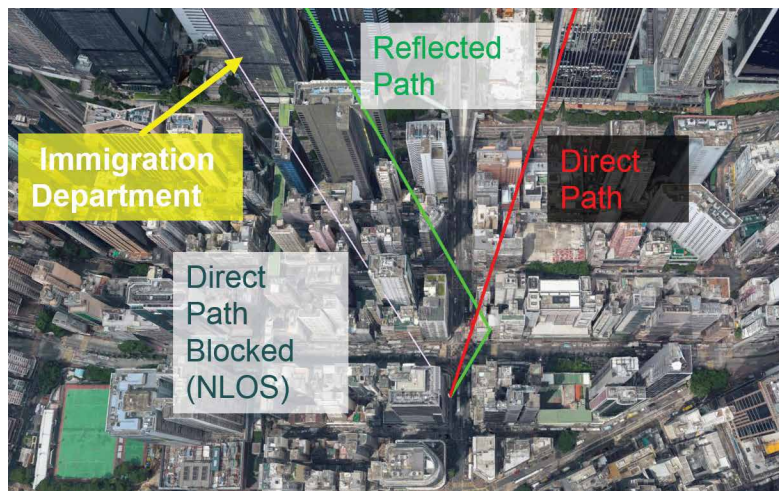 Reflected
Path
Immigration
Department
Direct
Path
Direct
Path
Blocked
(NLOS)